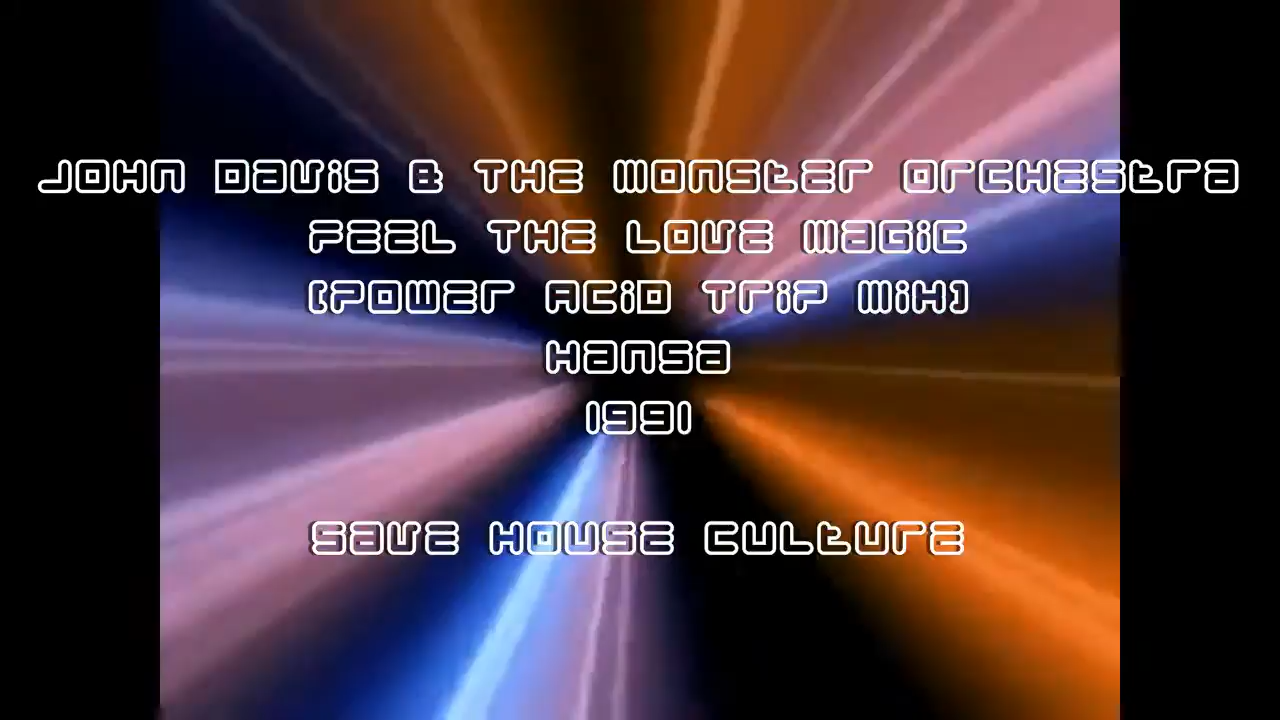 JOHN DAVIS & THE MONSTER ORCHESTRA
FEEL THE LOVE MAGIC
(POWER ACID TRIP MIX)
HANSA
1991
SAVE HOUSE CULTURE